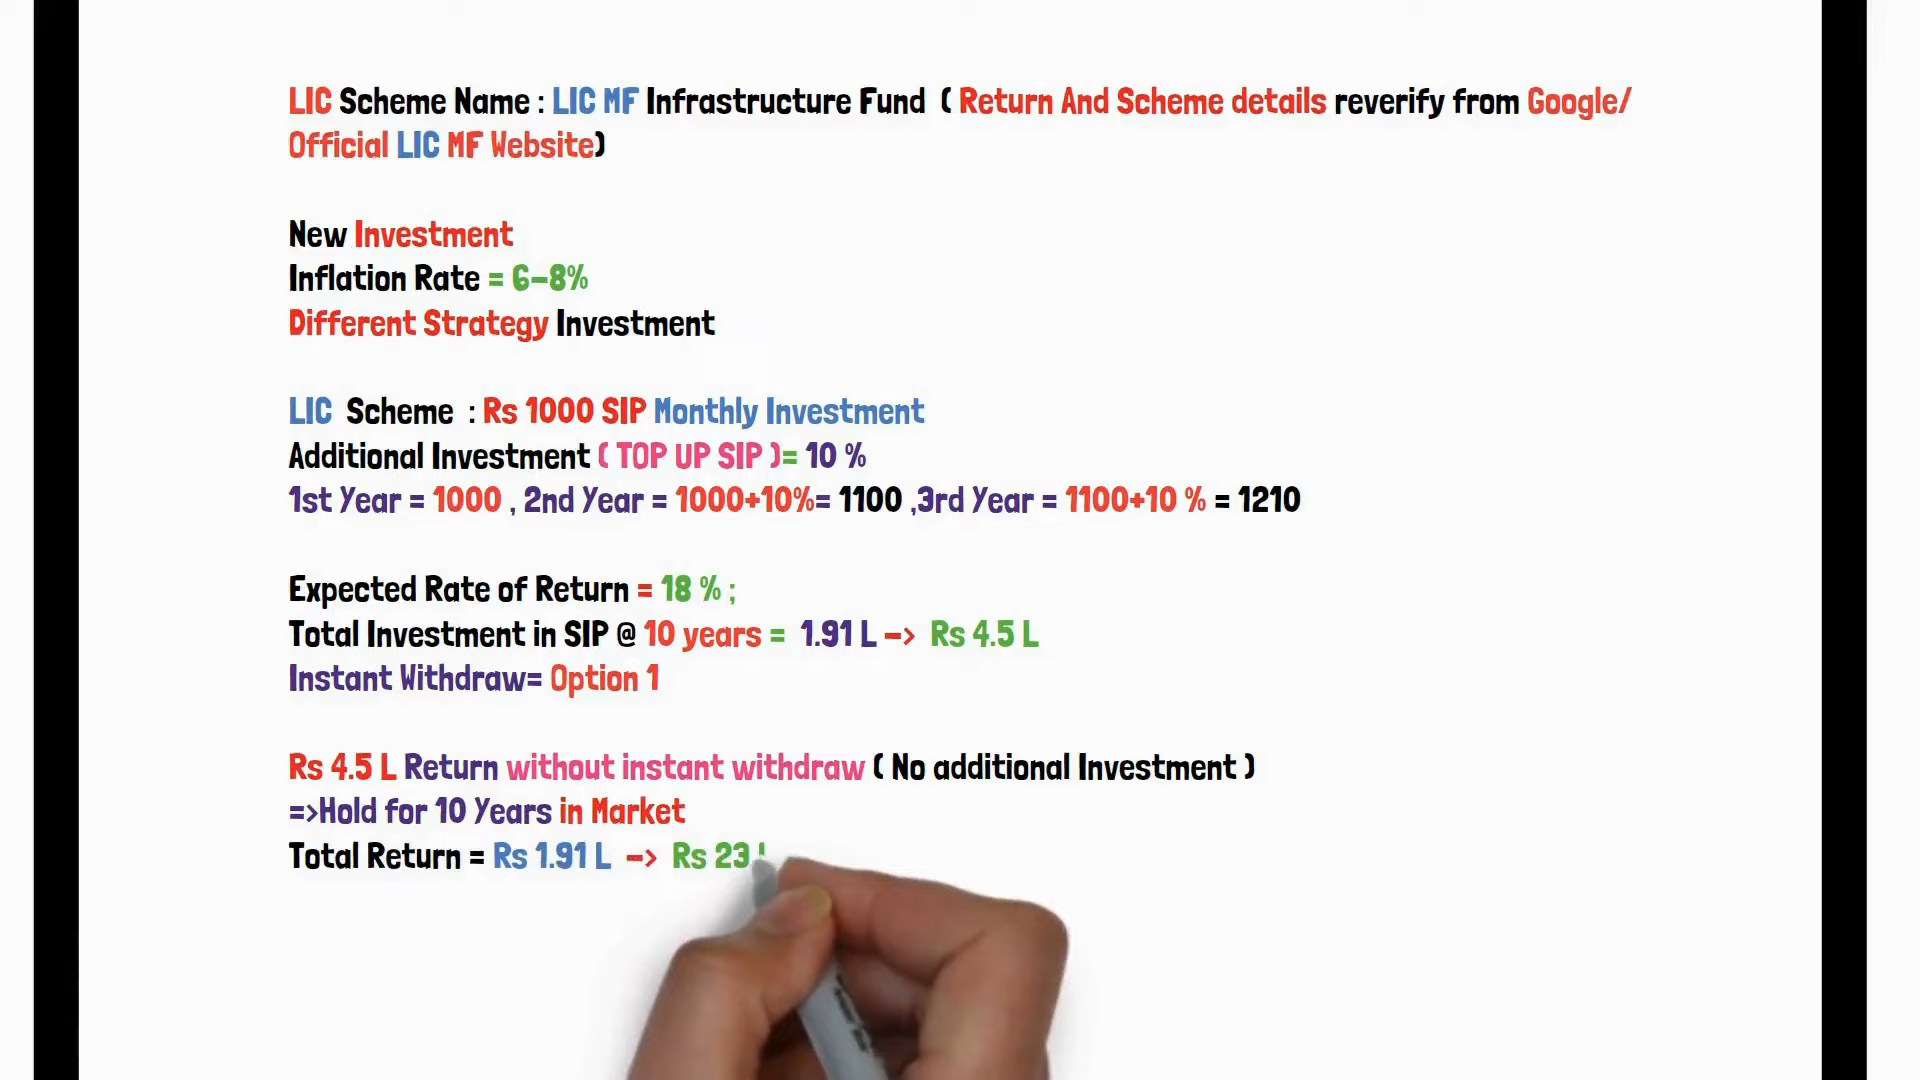 LIC Scheme Name : LIC MF Infrastructure Fund ( Return And Scheme details reverify from Google/
Official LIC MF Website)
New Investment
Inflation Rate = 6-8%
Different Strategy Investment
LIC Scheme : Rs 1000 SIP Monthly Investment
Additional Investment ( TOP UP SIP )= 10 %
1st Year = 1000 , 2nd Year = 1000+10%= 1100 ,3rd Year = 1100+10 % = 1210
Expected Rate of Return = 18 % ;
Total Investment in SIP @ 10 years = 1.91 L -> Rs 4.5 L
Instant Withdraw= Option 1
Rs 4.5 L Return without instant withdraw ( No additional Investment )
=>Hold for 10 Years in Market
Total Return = Rs 1.91 L -> Rs 23